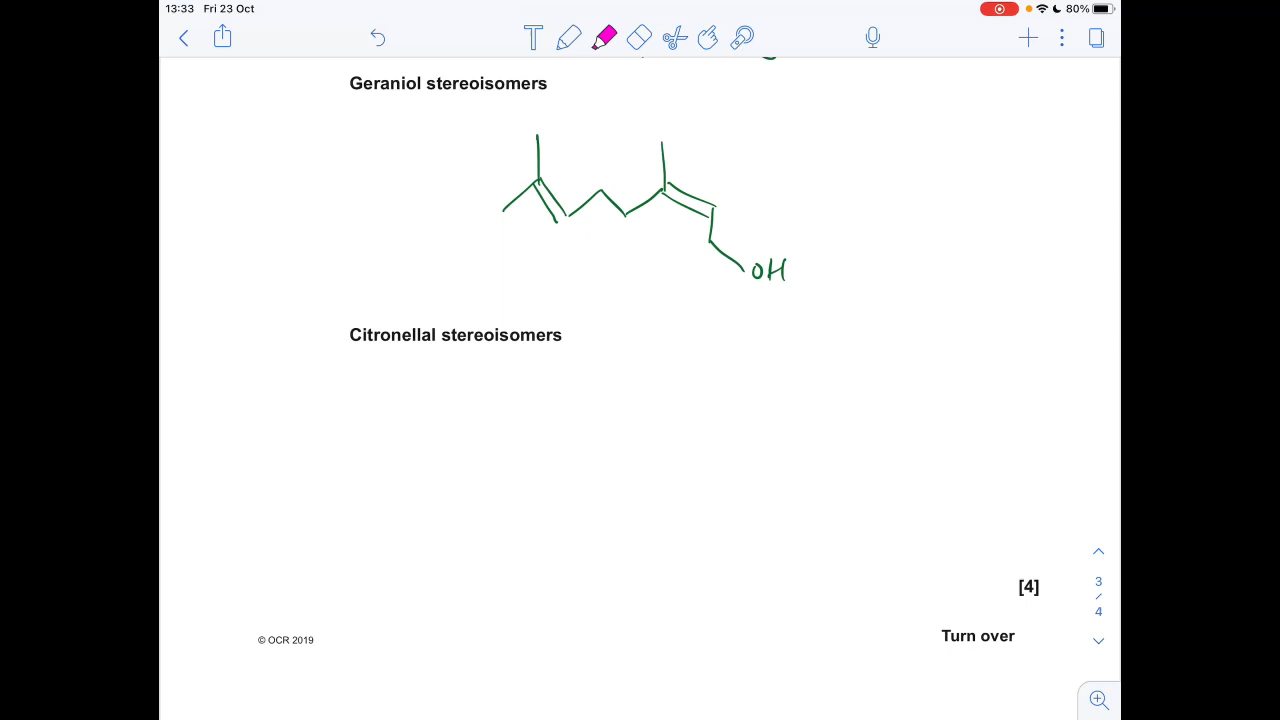 13:33 Fri 23 Oct 80%
T
Geraniol stereoisomers
OH
Citronellal stereoisomers
3
/
4
[4]
© OCR 2019
Turn over